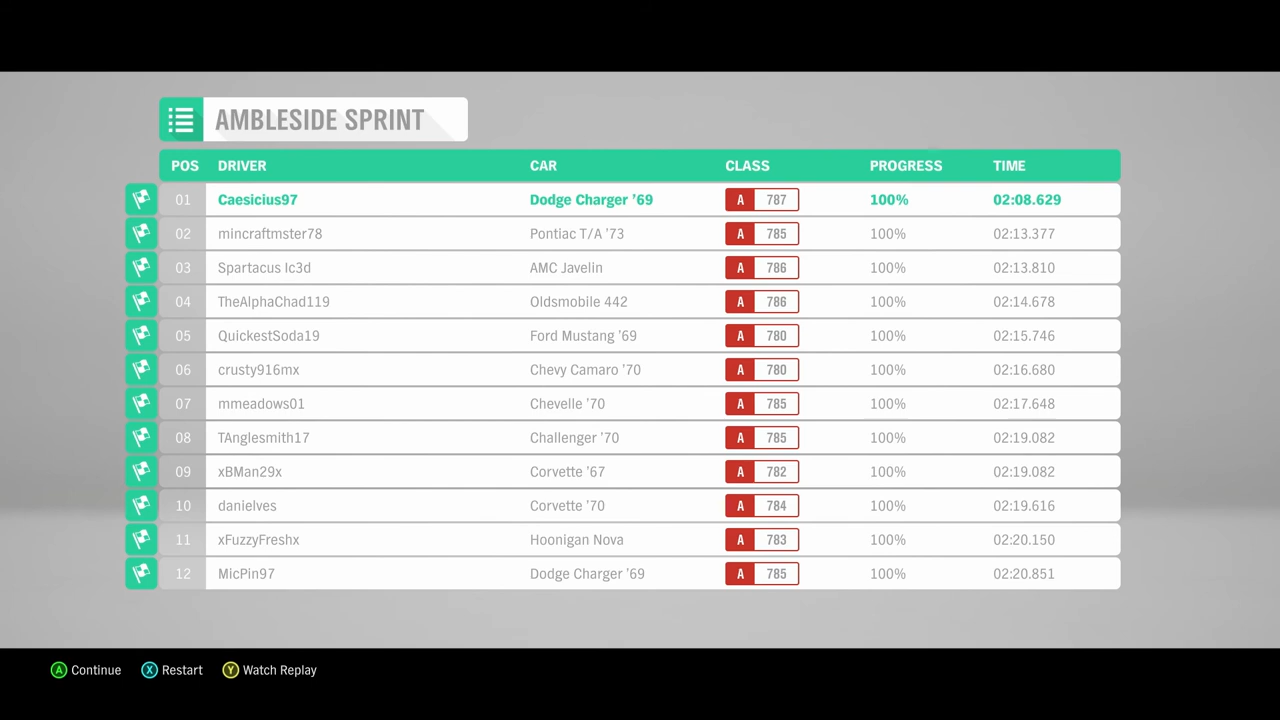 AMBLESIDE SPRINT
POS DRIVER CAR CLASS PROGRESS TIME
01 Caesicius97 Dodge Charger ’69 A 787 100% 02:08.629
02 mincraftmster78 Pontiac T/A ’73 A 785 100% 02:13.377
03 Spartacus Ic3d AMC Javelin A 786 100% 02:13.810
04 TheAlphaChad119 Oldsmobile 442 A 786 100% 02:14.678
05 QuickestSoda19 Ford Mustang ’69 A 780 100% 02:15.746
06 crusty916mx Chevy Camaro ’70 A 780 100% 02:16.680
07 mmeadows01 Chevelle ’70 A 785 100% 02:17.648
08 TAnglesmith17 Challenger ’70 A 785 100% 02:19.082
09 xBMan29x Corvette ’67 A 782 100% 02:19.082
10 danielves Corvette ’70 A 784 100% 02:19.616
11 xFuzzyFreshx Hoonigan Nova A 783 100% 02:20.150
12 MicPin97 Dodge Charger ’69 A 785 100% 02:20.851
A Continue X Restart Y Watch Replay